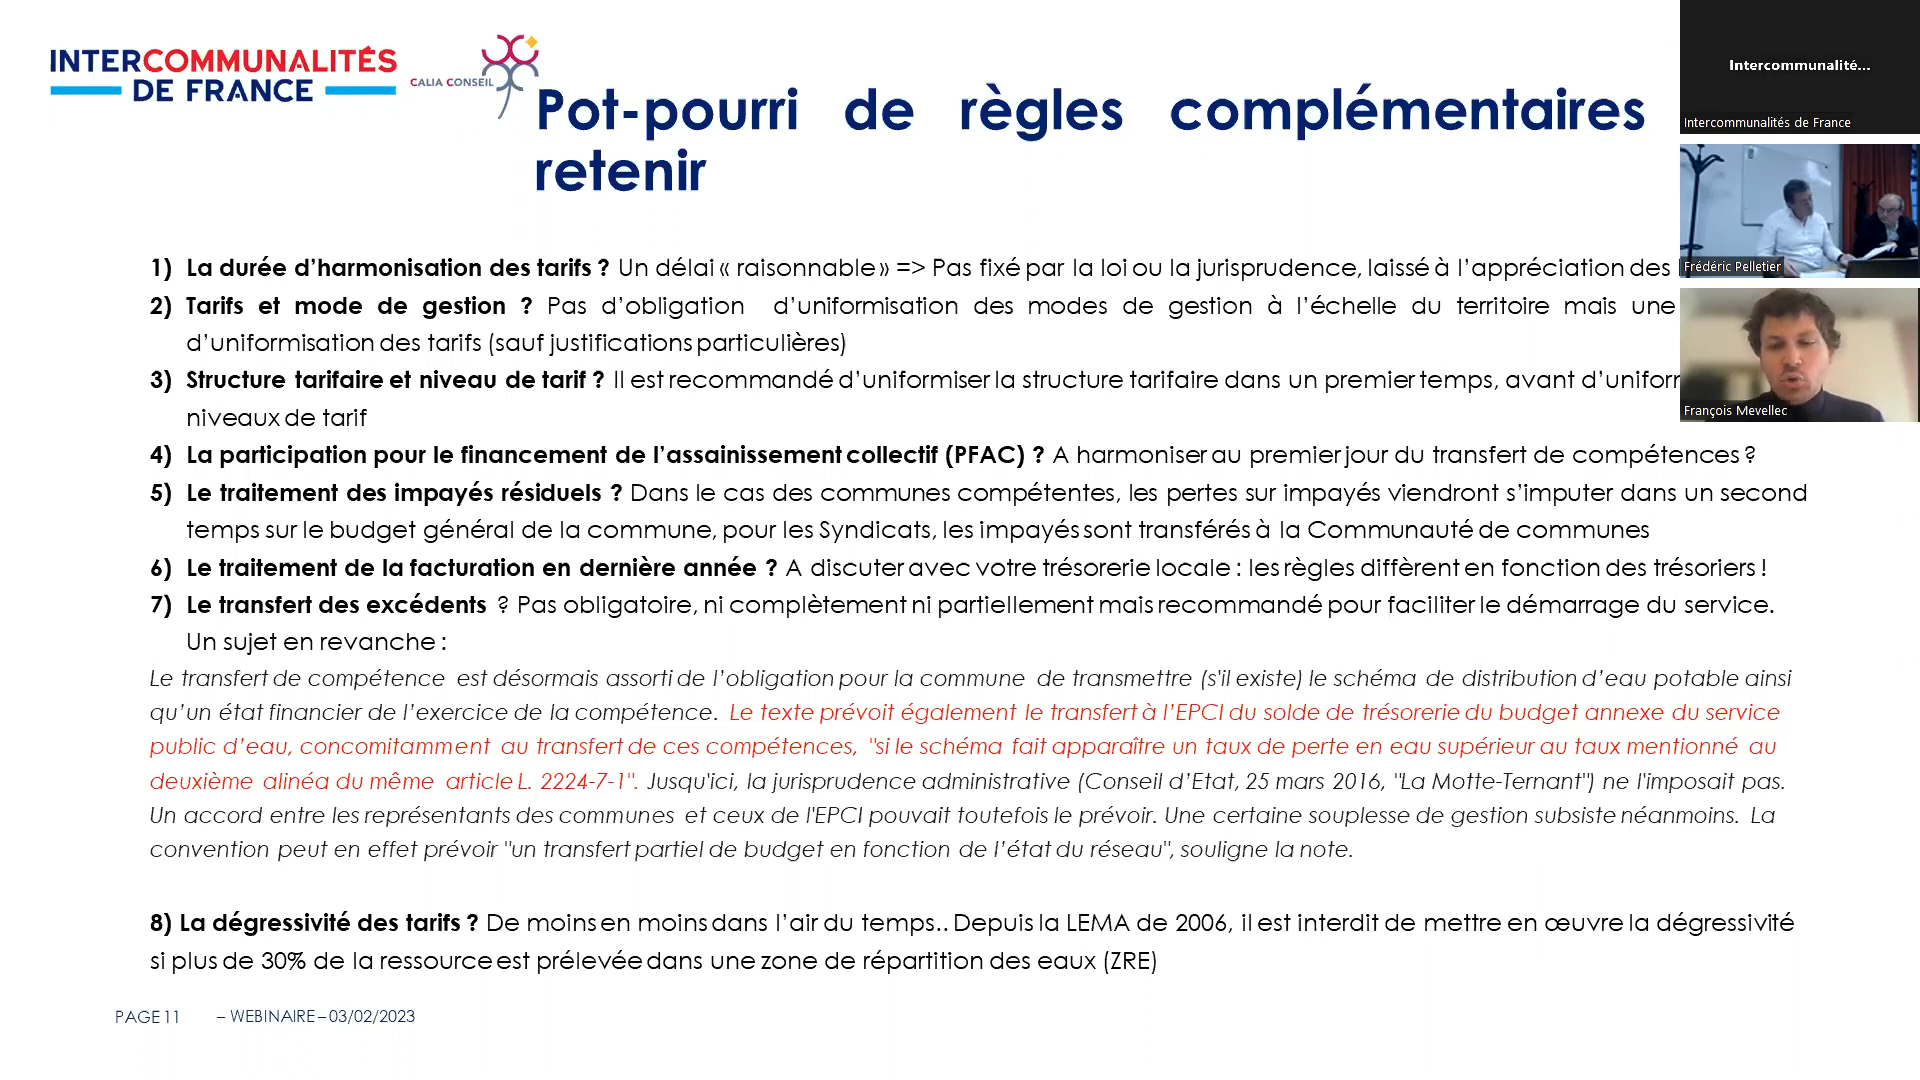 INTERCOMMUNALITÉS
DE FRANCE
CALIA CONSEIL
Pot-pourri de règles complémentaires
retenir
1) La durée d’harmonisation des tarifs ? Un délai « raisonnable » => Pas fixé par la loi ou la jurisprudence, laissé à l’appréciation des
2) Tarifs et mode de gestion ? Pas d’obligation d’uniformisation des modes de gestion à l’échelle du territoire mais une
d’uniformisation des tarifs (sauf justifications particulières)
3) Structure tarifaire et niveau de tarif ? Il est recommandé d’uniformiser la structure tarifaire dans un premier temps, avant
niveaux de tarif
4) La participation pour le financement de l’assainissement collectif (PFAC) ? A harmoniser au premier jour du transfert de compétences ?
5) Le traitement des impayés résiduels ? Dans le cas des communes compétentes, les pertes sur impayés viendront s’imputer dans un second
temps sur le budget général de la commune, pour les Syndicats, les impayés sont transférés à la Communauté de communes
6) Le traitement de la facturation en dernière année ? A discuter avec votre trésorerie locale : les règles diffèrent en fonction des trésoriers !
7) Le transfert des excédents ? Pas obligatoire, ni complètement ni partiellement mais recommandé pour faciliter le démarrage du service.
Un sujet en revanche :
Le transfert de compétence est désormais assorti de l’obligation pour la commune de transmettre (s'il existe) le schéma de distribution d’eau potable ainsi
qu’un état financier de l’exercice de la compétence. Le texte prévoit également le transfert à l’EPCI du solde de trésorerie du budget annexe du service
public d’eau, concomitamment au transfert de ces compétences, "si le schéma fait apparaître un taux de perte en eau supérieur au taux mentionné au
deuxième alinéa du même article L. 2224-7-1". Jusqu'ici, la jurisprudence administrative (Conseil d’Etat, 25 mars 2016, "La Motte-Ternant") ne l'imposait pas.
Un accord entre les représentants des communes et ceux de l'EPCI pouvait toutefois le prévoir. Une certaine souplesse de gestion subsiste néanmoins. La
convention peut en effet prévoir "un transfert partiel de budget en fonction de l’état du réseau", souligne la note.
8) La dégressivité des tarifs ? De moins en moins dans l’air du temps.. Depuis la LEMA de 2006, il est interdit de mettre en œuvre la dégressivité
si plus de 30% de la ressource est prélevée dans une zone de répartition des eaux (ZRE)
PAGE 11 – WEBINAIRE – 03/02/2023
Intercommunalité...
Intercommunalités de France
Frédéric Pelletier
François Mevellec